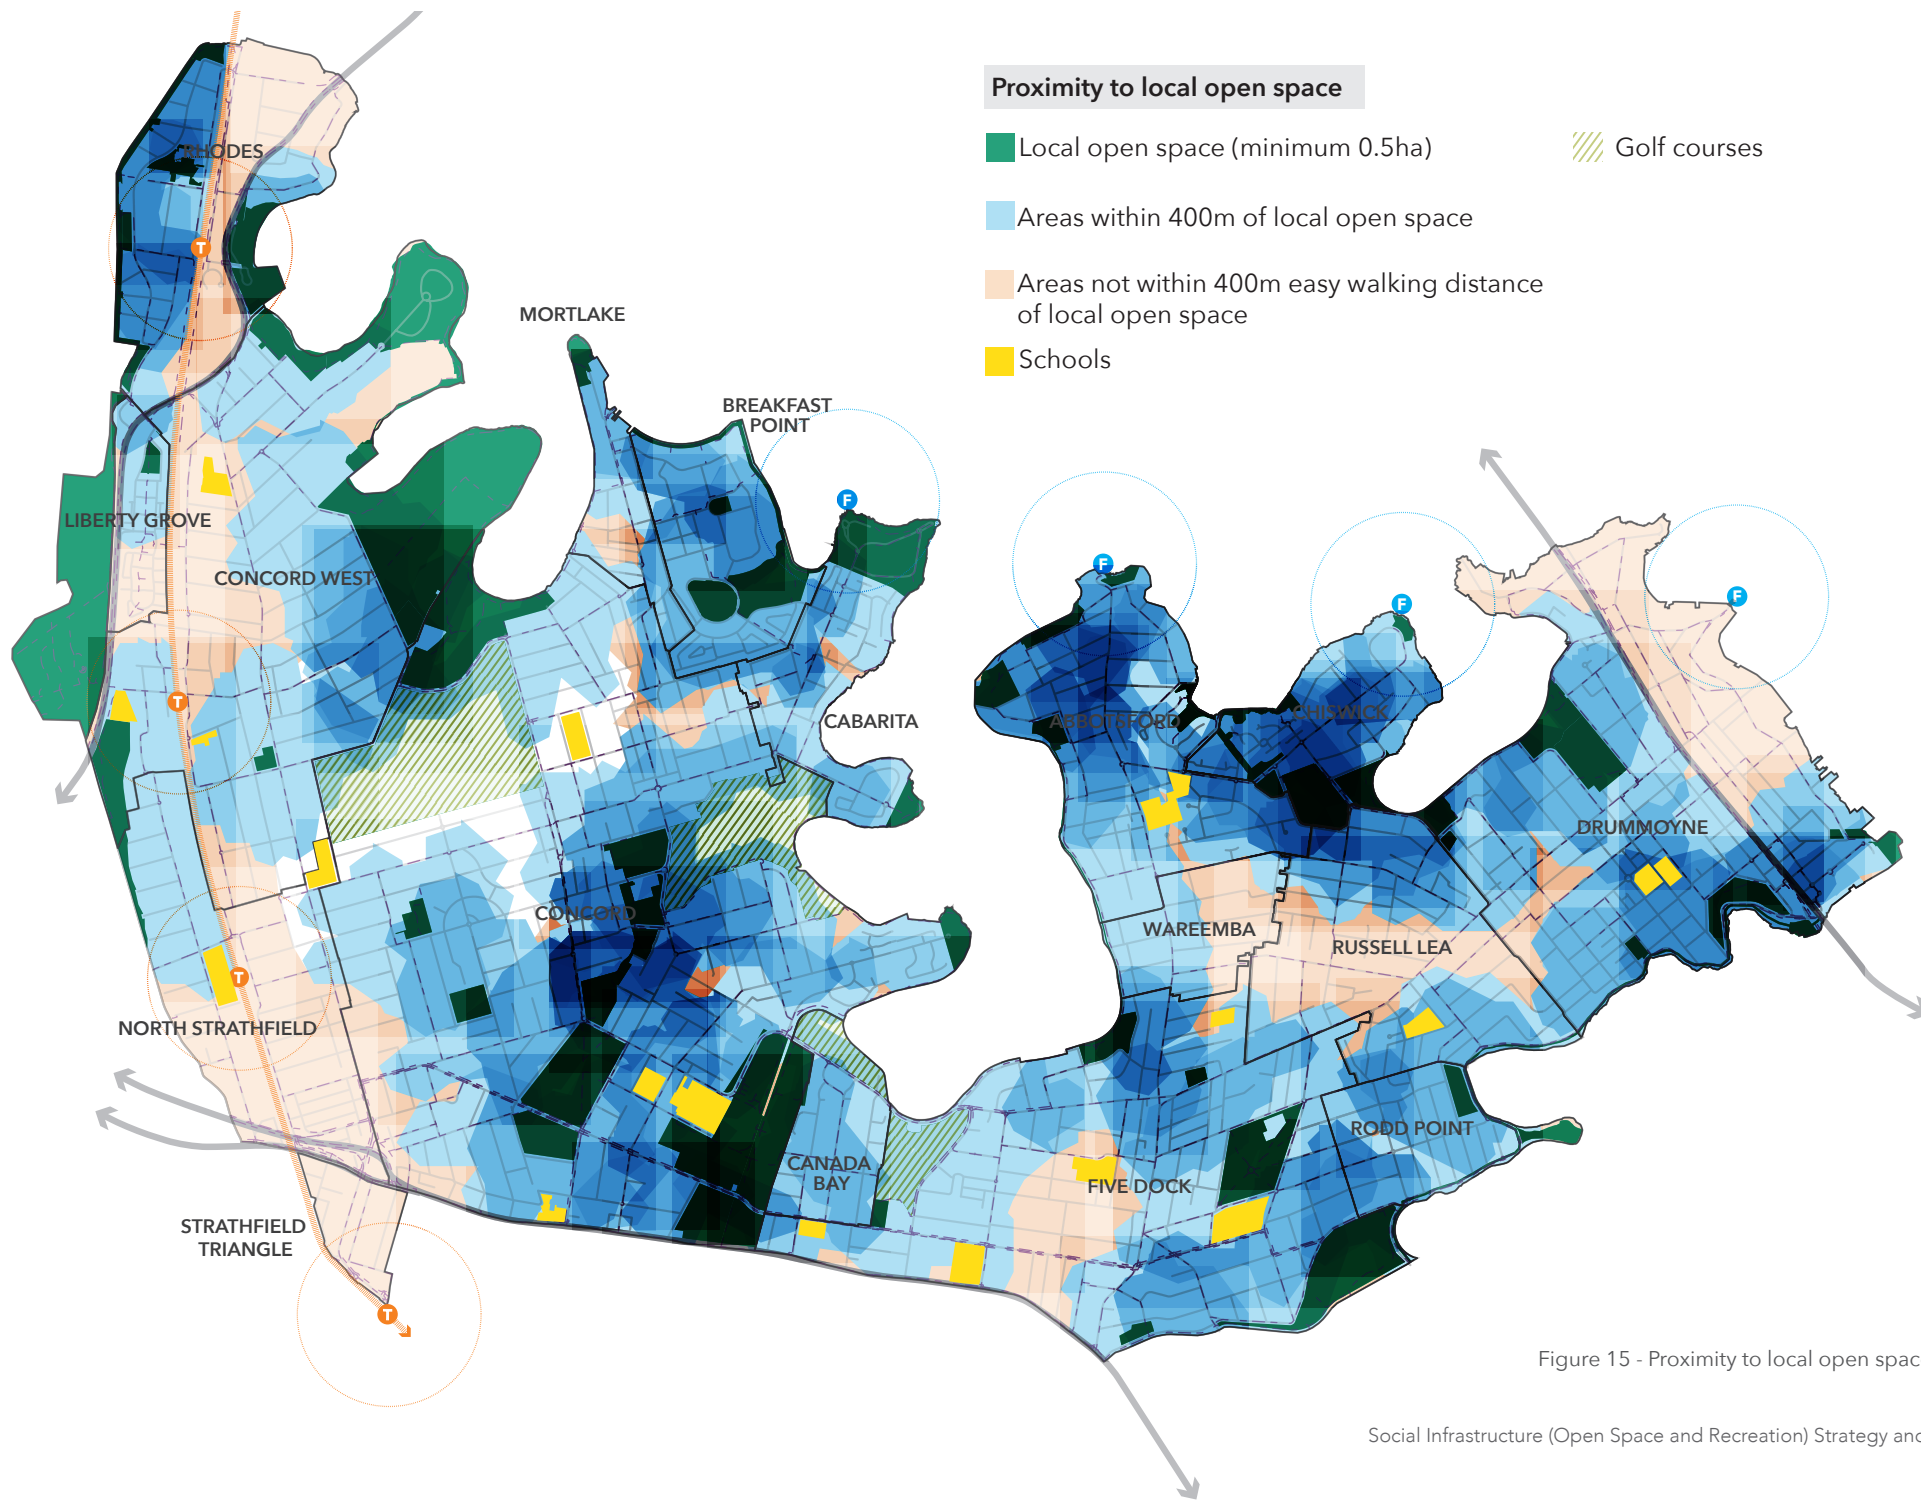 Proximity to local open space
Local open space (minimum 0.5ha)
Golf courses
Areas within 400m of local open space
Areas not within 400m easy walking distance
of local open space
Schools
RHODES
T
MORTLAKE
BREAKFAST
POINT
F
LIBERTY GROVE
CONCORD WEST
F
F
F
T
CABARITA
ABBOTSFORD
CHISWICK
DRUMMOYNE
CONCORD
WAREEMBA
RUSSELL LEA
T
NORTH STRATHFIELD
RODD POINT
CANADA
BAY
FIVE DOCK
STRATHFIELD
TRIANGLE
T
Figure 15 - Proximity to local open spac
Social Infrastructure (Open Space and Recreation) Strategy and